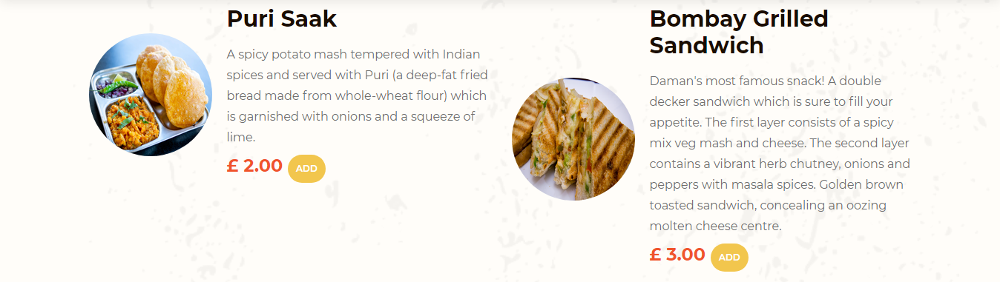 Puri Saak
A spicy potato mash tempered with Indian
spices and served with Puri (a deep-fat fried
bread made from whole-wheat flour) which
is garnished with onions and a squeeze of
lime.
£ 2.00 ADD
Bombay Grilled
Sandwich
Daman's most famous snack! A double
decker sandwich which is sure to fill your
appetite. The first layer consists of a spicy
mix veg mash and cheese. The second layer
contains a vibrant herb chutney, onions and
peppers with masala spices. Golden brown
toasted sandwich, concealing an oozing
molten cheese centre.
£ 3.00 ADD